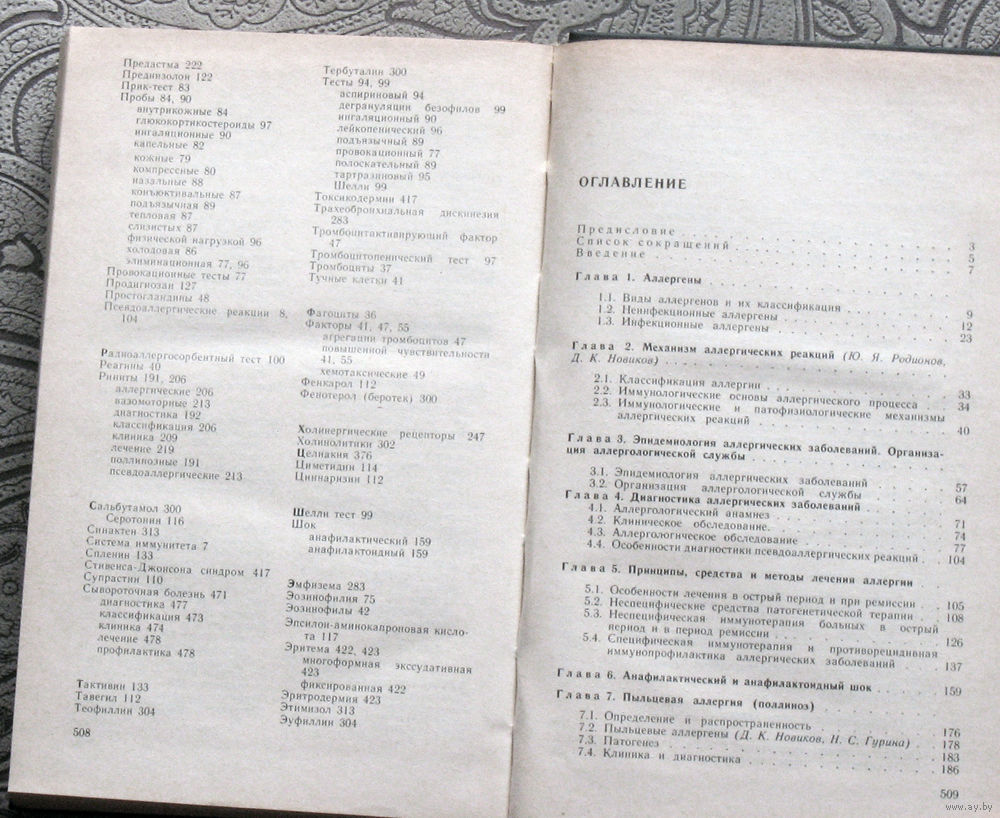 Предастма 222
Преднизолон 122
Прик-тест 83
Пробы 84, 90
внутрикожные 84
глюкокортикостероиды 97
ингаляционные 90
капельные 82
кожные 79
компрессные 80
назальные 88
конъюктивальные 87
подъязычная 89
тепловая 87
слизистых 87
физической нагрузкой 96
холодовая 86
элиминационная 77, 96
Провокационные тесты 77
Продигиозан 127
Простогландины 48
Псевдоаллергические реакции 8,
104
Радиоаллергосорбентный тест 100
Реагины 40
Риниты 191, 206
аллергические 206
вазомоторные 213
диагностика 192
классификация 206
клиника 209
лечение 219
поллинозные 191
псевдоаллергические 213
Сальбутамол 300
Серотонин 116
Синактен 313
Система иммунитета 7
Спленин 133
Стивенса-Джонсона синдром 417
Супрастин 110
Сывороточная болезнь 471
диагностика 477
классификация 473
клиника 474
лечение 478
профилактика 478
Тактивин 133
Тавегил 112
Теофиллин 304
508
Тербуталин 300
Тесты 94, 99
аспириновый 94
дегрануляции безофилов 99
ингаляционный 90
лейкопенический 96
подъязычный 89
провокационный 77
полоскательный 89
тартразиновый 95
Шелли 99
Токсикодермии 417
Трахеобронхиальная дискинезия
283
Тромбоцитактивирующий фактор
47
Тромбоцитопенический тест 97
Тромбоцвты 37
Тучные клетки 41
Фагоциты 36
Факторы 41, 47, 55
агрегации тромбоцитов 47
повышенной чувствительности
41, 55
хемотаксические 49
Фенкарол 112
Фенотерол (беротек) 300
Холинергические рецепторы 247
Холинолитики 302
Целиакия 376
Циметидин 114
Циннаризин 112
Шелли тест 99
Шок
анафилактический 159
анафилактоидный 159
Эмфизема 283
Эозинофилия 75
Эозинофилы 42
Эпсилон-аминокапроновая кисло-
та 117
Эритема 422, 423
многоформная экссудативная
423
фиксированная 422
Эритродермия 423
Этимизол 313
Эуфиллин 304
ОГЛАВЛЕНИЕ
Предисловие 3
Список сокращений 5
Введение 7
Глава 1. Аллергены
1.1. Виды аллергенов и их классификация 9
1.2. Неинфекционные аллергены 12
1.3. Инфекционные аллергены 23
Глава 2. Механизм аллергических реакций (Ю. Я. Родионов,
Д. К. Новиков)
2.1. Классификация аллергии 33
2.2. Иммунологические основы аллергического процесса 34
2.3. Иммунологические и патофизиологические механизмы
аллергических реакций 40
Глава 3. Эпидемиология аллергических заболеваний. Организа-
ция аллергологической службы
3.1. Эпидемиология аллергических заболеваний 57
3.2. Организация аллергологической службы 64
Глава 4. Диагностика аллергических заболеваний
4.1. Аллергологический анамнез 71
4.2. Клиническое обследование. 74
4.3. Аллергологическое обследование 77
4.4. Особенности диагностики псевдоаллергических реакций 104
Глава 5. Принципы, средства и методы лечения аллергии
5.1. Особенности лечения в острый период и при ремиссии 105
5.2. Неспецифические средства патогенетической терапии 108
5.3. Неспецифическая иммунотерапия больных в острый
период и в период ремиссии 126
5.4. Специфическая иммунотерапия и противорецидивная
иммунопрофилактика аллергических заболеваний 137
Глава 6. Анафилактический и анафилактоидный шок 159
Глава 7. Пыльцевая аллергия (поллиноз)
7.1. Определение и распространенность 176
7.2. Пыльцевые аллергены (Д. К. Новиков, Н. С. Гурина) 178
7.3. Патогенез 183
7.4. Клиника и диагностика 186
509
www.ay.by